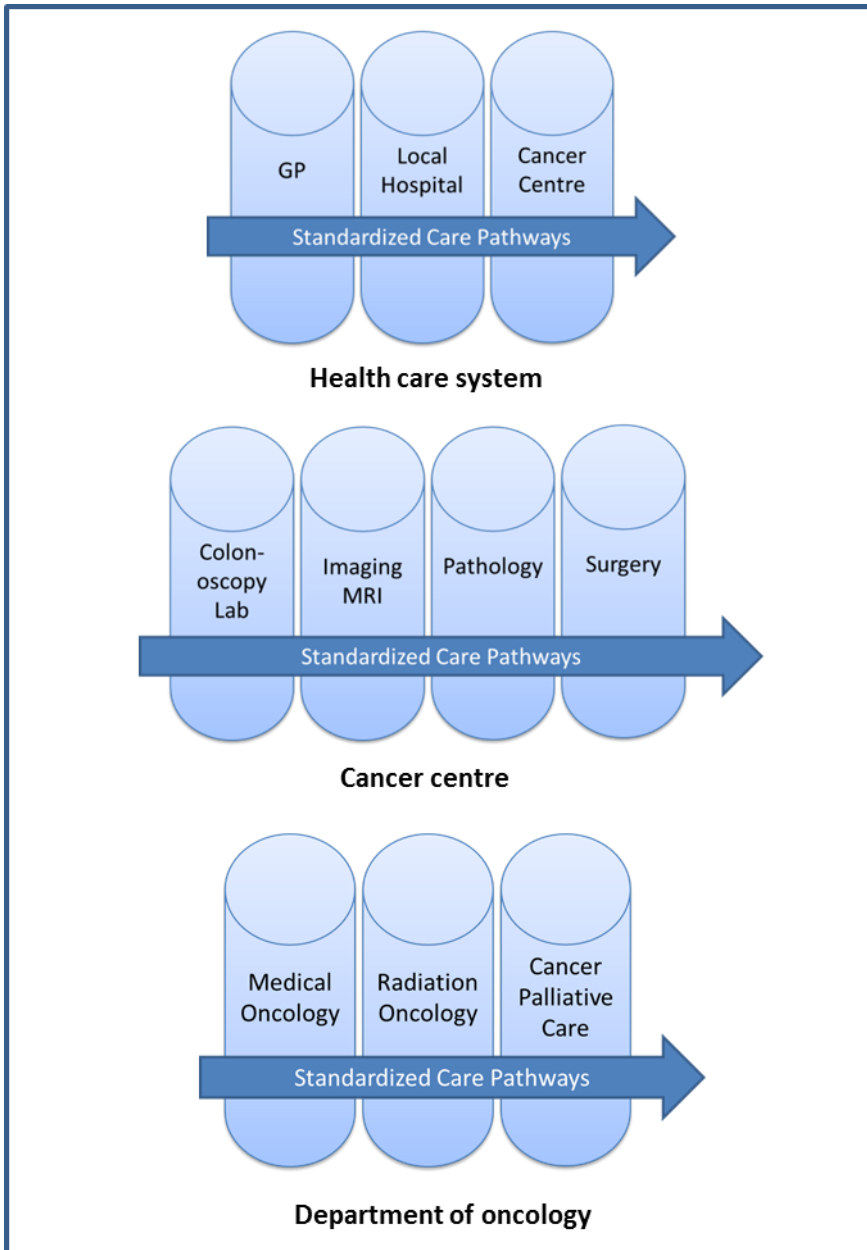 GP
Local
Hospital
Cancer
Centre
Standardized Care Pathways
Health care system
Colon-
oscopy
Lab
Imaging
MRI
Pathology
Surgery
Standardized Care Pathways
Cancer centre
Medical
Oncology
Radiation
Oncology
Cancer
Palliative
Care
Standardized Care Pathways
Department of oncology